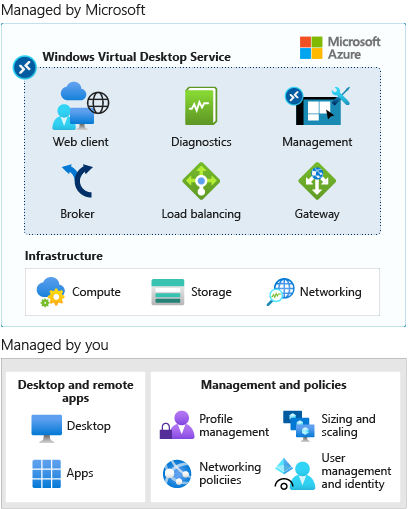 Managed by Microsoft
Microsoft
Azure
Windows Virtual Desktop Service
Web client
Diagnostics
Management
Broker
Load balancing
Gateway
Infrastructure
Compute
Storage
Networking
Managed by you
Desktop and remote
apps
Desktop
Apps
Management and policies
Profile
management
Sizing and
scaling
Networking
policiies
User
management
and identity